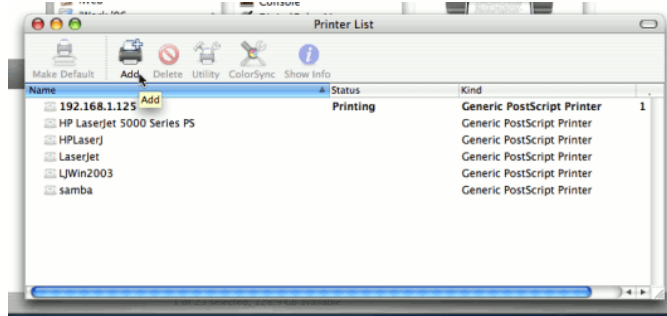 Console
Printer List
Make Default Add Delete Utility ColorSync Show Info
Name Status Kind
192.168.1.125 Printing Generic PostScript Printer 1
Add
HP LaserJet 5000 Series PS Generic PostScript Printer
HPLaserJ Generic PostScript Printer
LaserJet Generic PostScript Printer
LJWin2003 Generic PostScript Printer
samba Generic PostScript Printer